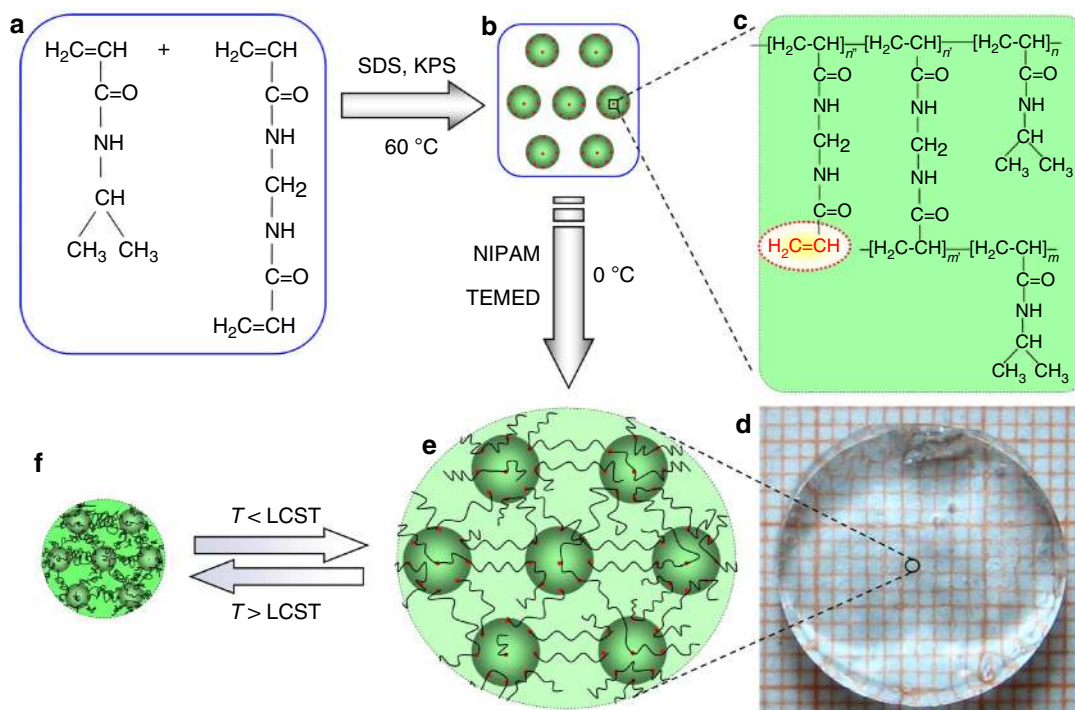 a
H₂C=CH
+
H₂C=CH
C=O
C=O
NH
NH
CH
CH2
CH₃ CH₃
NH
C=O
H₂C=CH
SDS, KPS
60 °C
b
NIPAM
TEMED
0 °C
c
[H₂C-CH]n″ [H₂C-CH]n′ [H₂C-CH]n
C=O C=O C=O
NH NH NH
CH₂ CH₂ CH
CH₃ CH₃
NH NH
C=O C=O
H₂C=CH [H₂C-CH]m′ [H₂C-CH]m
C=O
NH
CH
CH₃ CH₃
d
e
f
T < LCST
T > LCST